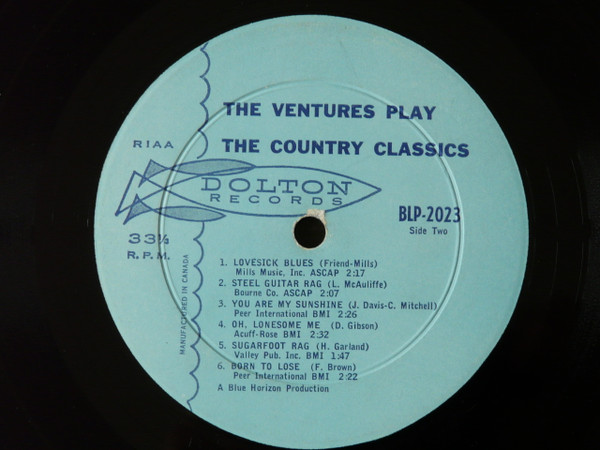 THE VENTURES PLAY
THE COUNTRY CLASSICS
RIAA
DOLTON
RECORDS
BLP-2023
Side Two
33⅓
R.P.M.
MANUFACTURED IN CANADA
1. LOVESICK BLUES (Friend-Mills)
Mills Music, Inc. ASCAP 2:17
2. STEEL GUITAR RAG (L. McAuliffe)
Bourne Co. ASCAP 2:07
3. YOU ARE MY SUNSHINE (J. Davis-C. Mitchell)
Peer International BMI 2:26
4. OH, LONESOME ME (D. Gibson)
Acuff-Rose BMI 2:32
5. SUGARFOOT RAG (H. Garland)
Valley Pub. Inc. BMI 1:47
6. BORN TO LOSE (F. Brown)
Peer International BMI 2:22
A Blue Horizon Production